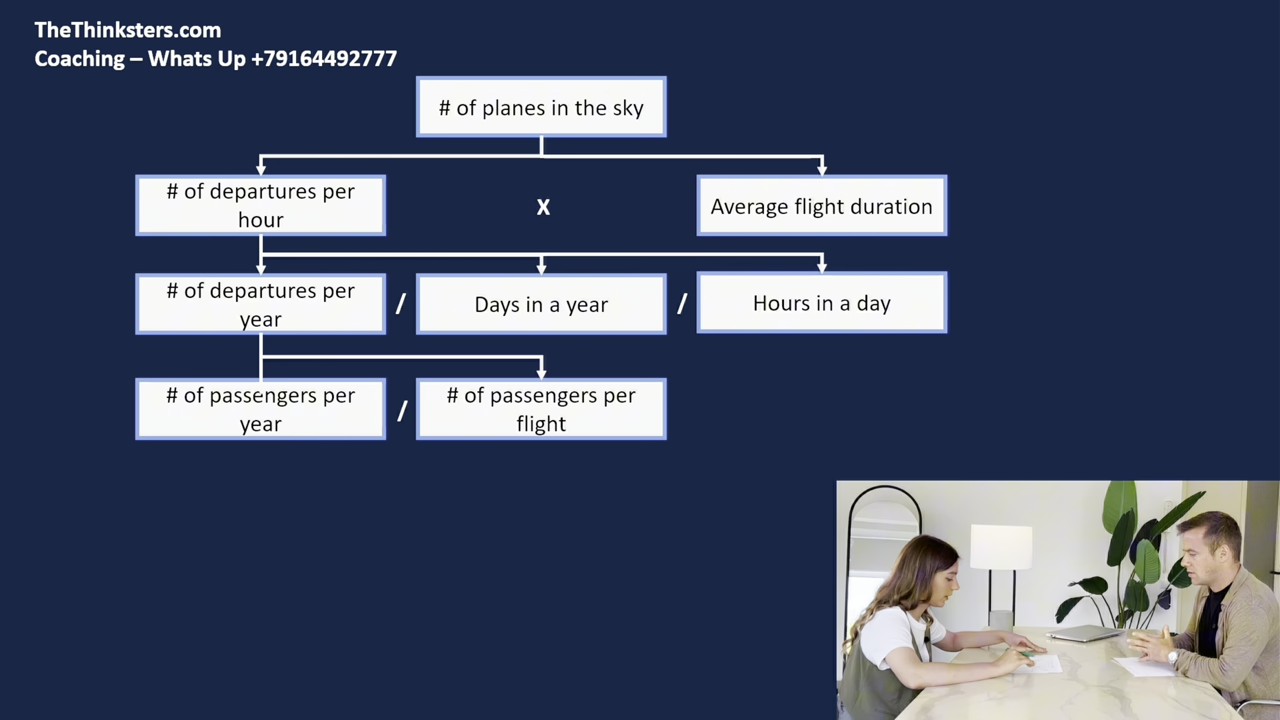 TheThinksters.com
Coaching – Whats Up +79164492777
# of planes in the sky
# of departures per
hour
X
Average flight duration
# of departures per
year
/
Days in a year
/
Hours in a day
# of passengers per
year
/
# of passengers per
flight